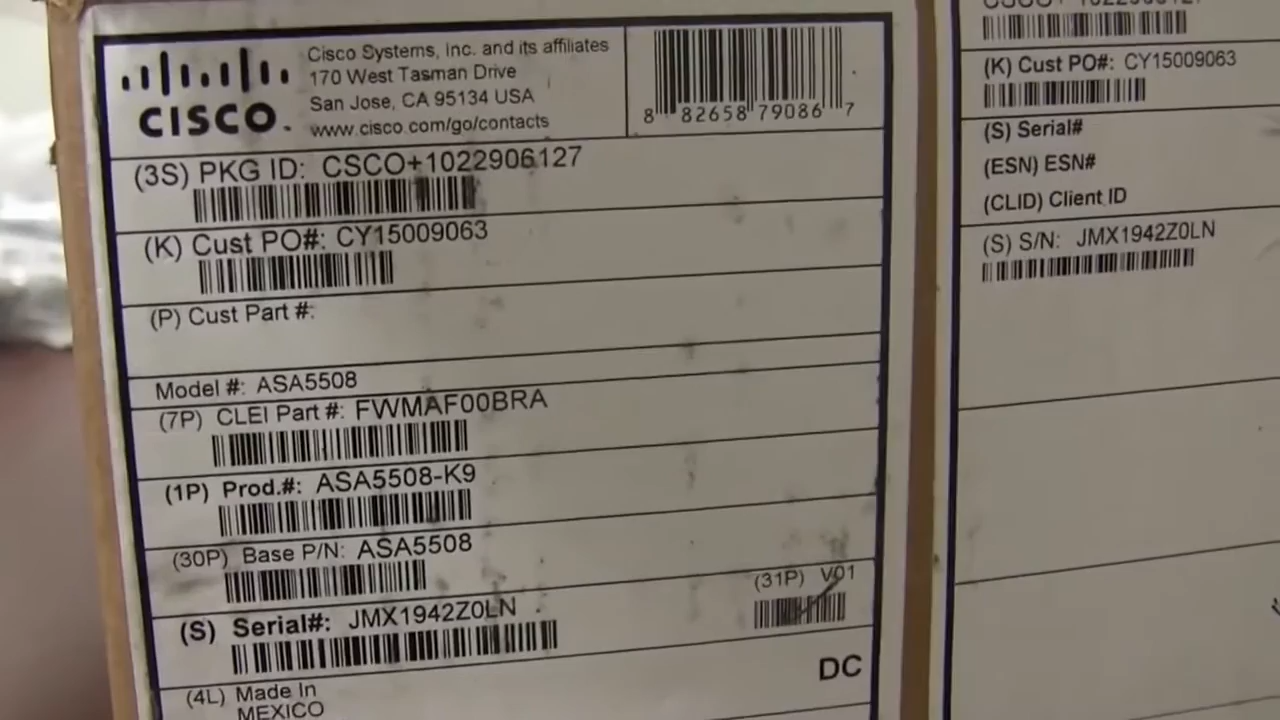 CISCO
Cisco Systems, Inc. and its affiliates
170 West Tasman Drive
San Jose, CA 95134 USA
www.cisco.com/go/contacts
8 82658 79086 7
(3S) PKG ID: CSCO+1022906127
(K) Cust PO#: CY15009063
(P) Cust Part #:
Model #: ASA5508
(7P) CLEI Part #: FWMAF00BRA
(1P) Prod.#: ASA5508-K9
(30P) Base P/N: ASA5508
(31P) V01
(S) Serial#: JMX1942Z0LN
DC
(4L) Made In
MEXICO
(K) Cust PO#: CY15009063
(S) Serial#
(ESN) ESN#
(CLID) Client ID
(S) S/N: JMX1942Z0LN